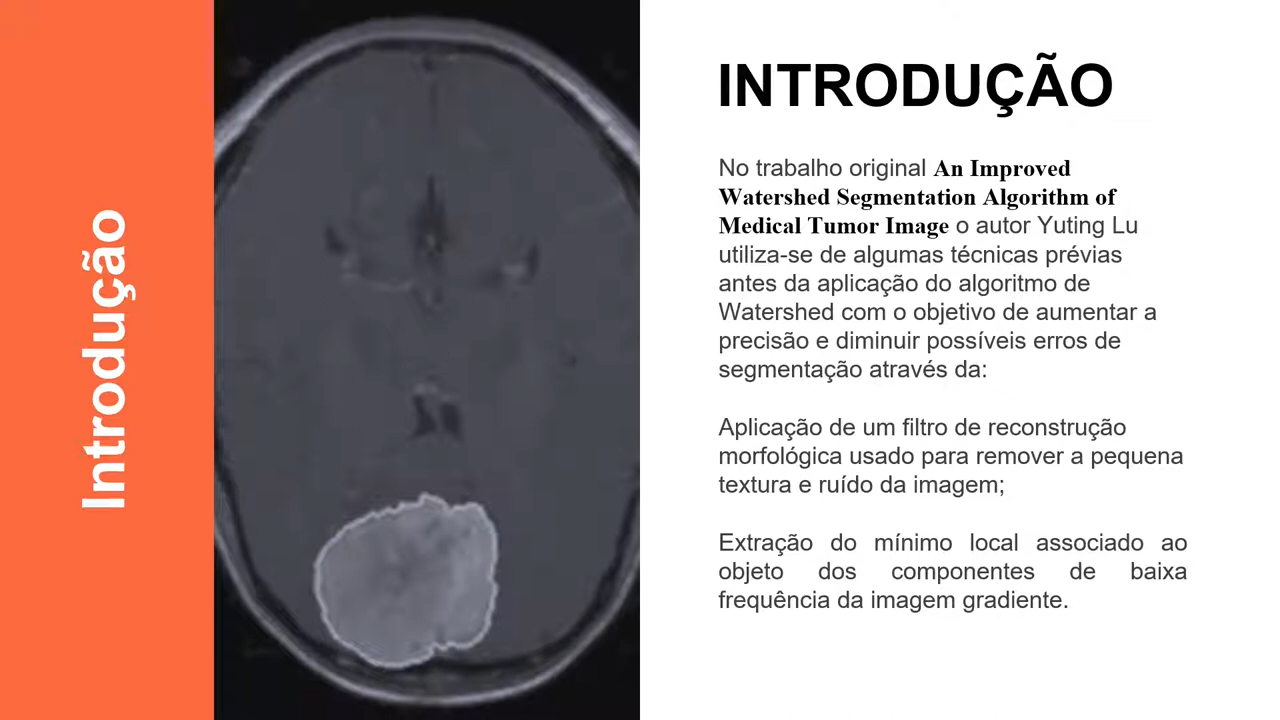 Introdução
INTRODUÇÃO
No trabalho original An Improved
Watershed Segmentation Algorithm of
Medical Tumor Image o autor Yuting Lu
utiliza-se de algumas técnicas prévias
antes da aplicação do algoritmo de
Watershed com o objetivo de aumentar a
precisão e diminuir possíveis erros de
segmentação através da:
Aplicação de um filtro de reconstrução
morfológica usado para remover a pequena
textura e ruído da imagem;
Extração do mínimo local associado ao
objeto dos componentes de baixa
frequência da imagem gradiente.